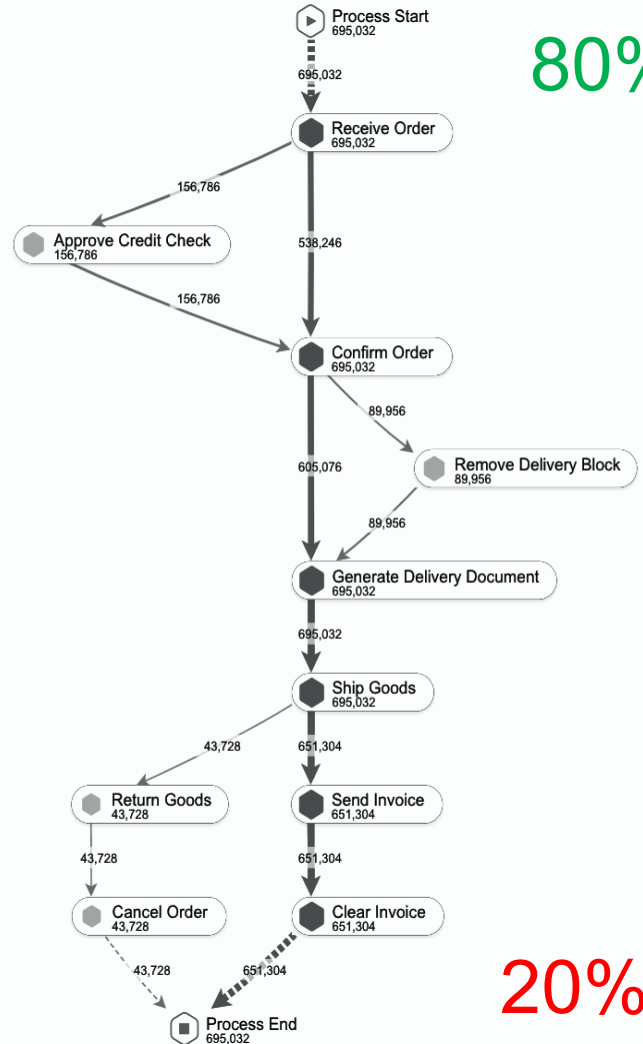 Process Start
695,032
80%
695,032
Receive Order
695,032
156,786
538,246
Approve Credit Check
156,786
156,786
Confirm Order
695,032
89,956
605,076
Remove Delivery Block
89,956
89,956
Generate Delivery Document
695,032
695,032
Ship Goods
695,032
43,728
651,304
Return Goods
43,728
Send Invoice
651,304
43,728
651,304
Cancel Order
43,728
Clear Invoice
651,304
43,728
651,304
20%
Process End
695,032